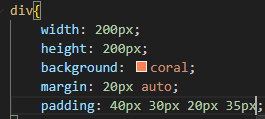 div{
width: 200px;
height: 200px;
background: coral;
margin: 20px auto;
padding: 40px 30px 20px 35px;